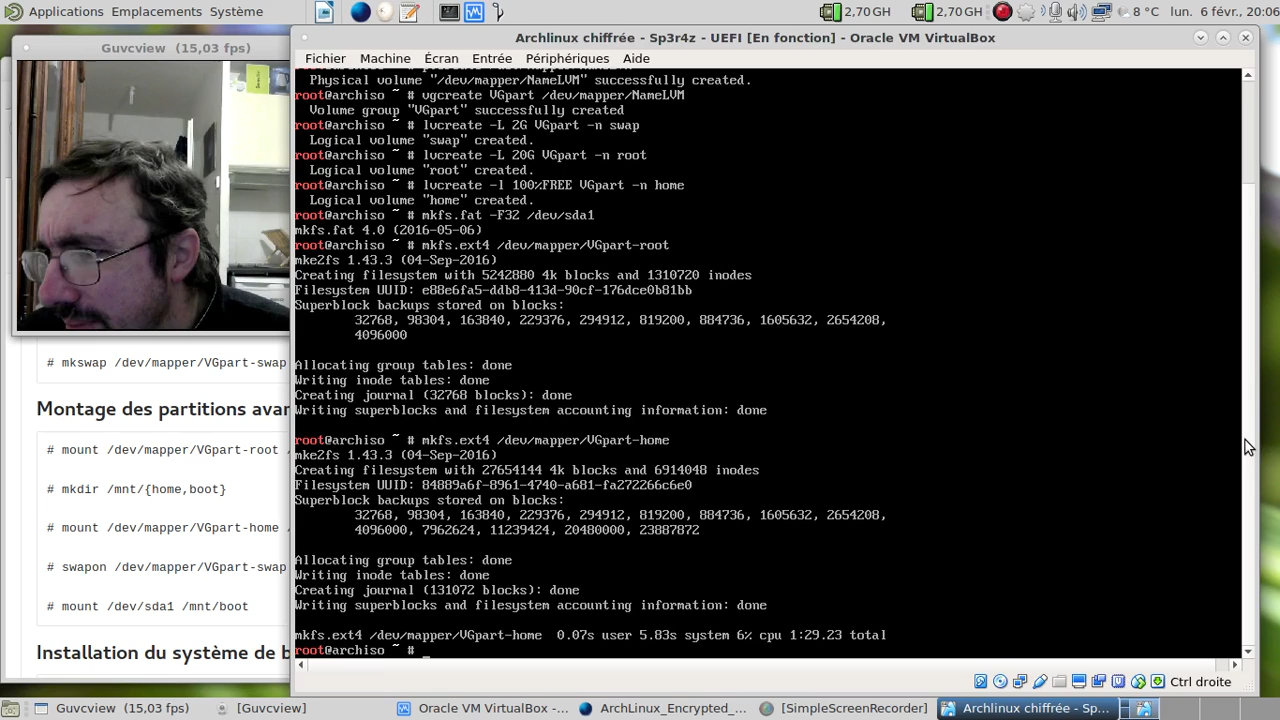 Applications Emplacements Système 2,70 GH 2,70 GH 8 °C lun. 6 févr., 20:06
Guvcview (15,03 fps)
Archlinux chiffrée - Sp3r4z - UEFI [En fonction] - Oracle VM VirtualBox
Fichier Machine Écran Entrée Périphériques Aide
Physical volume "/dev/mapper/NameLVM" successfully created.
root@archiso ~ # vgcreate VGpart /dev/mapper/NameLVM
Volume group "VGpart" successfully created
root@archiso ~ # lvcreate -L 2G VGpart -n swap
Logical volume "swap" created.
root@archiso ~ # lvcreate -L 20G VGpart -n root
Logical volume "root" created.
root@archiso ~ # lvcreate -l 100%FREE VGpart -n home
Logical volume "home" created.
root@archiso ~ # mkfs.fat -F32 /dev/sda1
mkfs.fat 4.0 (2016-05-06)
root@archiso ~ # mkfs.ext4 /dev/mapper/VGpart-root
mke2fs 1.43.3 (04-Sep-2016)
Creating filesystem with 5242880 4k blocks and 1310720 inodes
Filesystem UUID: e88e6fa5-ddb8-413d-90cf-176dce0b81bb
Superblock backups stored on blocks:
32768, 98304, 163840, 229376, 294912, 819200, 884736, 1605632, 2654208,
4096000
Allocating group tables: done
Writing inode tables: done
Creating journal (32768 blocks): done
Writing superblocks and filesystem accounting information: done
root@archiso ~ # mkfs.ext4 /dev/mapper/VGpart-home
mke2fs 1.43.3 (04-Sep-2016)
Creating filesystem with 27654144 4k blocks and 6914048 inodes
Filesystem UUID: 84889a6f-8961-4740-a681-fa272266c6e0
Superblock backups stored on blocks:
32768, 98304, 163840, 229376, 294912, 819200, 884736, 1605632, 2654208,
4096000, 7962624, 11239424, 20480000, 23887872
Allocating group tables: done
Writing inode tables: done
Creating journal (131072 blocks): done
Writing superblocks and filesystem accounting information: done
mkfs.ext4 /dev/mapper/VGpart-home 0.07s user 5.83s system 6% cpu 1:29.23 total
root@archiso ~ #
# mkswap /dev/mapper/VGpart-swap
Montage des partitions avan
# mount /dev/mapper/VGpart-root /
# mkdir /mnt/{home,boot}
# mount /dev/mapper/VGpart-home /
# swapon /dev/mapper/VGpart-swap
# mount /dev/sda1 /mnt/boot
Installation du système de b
Ctrl droite
Guvcview (15,03 fps) [Guvcview] Oracle VM VirtualBox -... ArchLinux_Encrypted_... [SimpleScreenRecorder] Archlinux chiffrée - Sp...